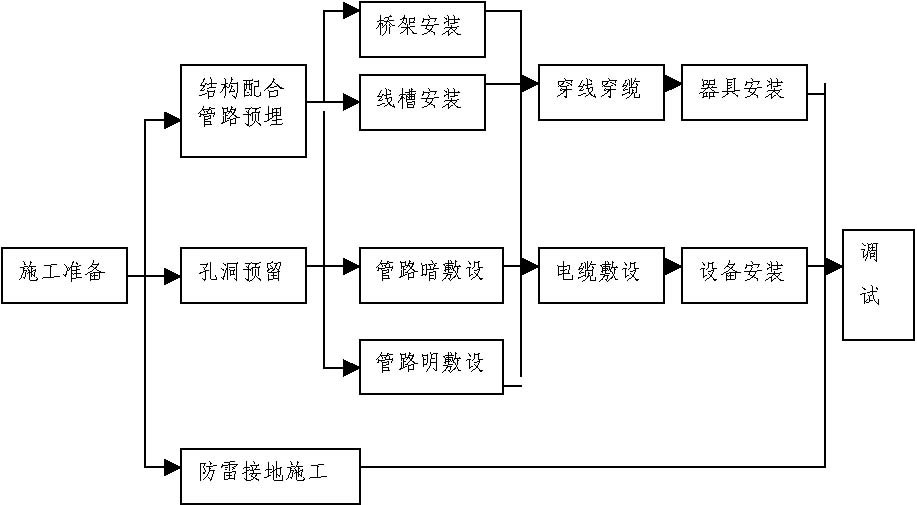 桥架安装
结构配合
管路预埋
线槽安装
穿线穿缆
器具安装
施工准备
孔洞预留
管路暗敷设
电缆敷设
设备安装
调
试
管路明敷设
防雷接地施工